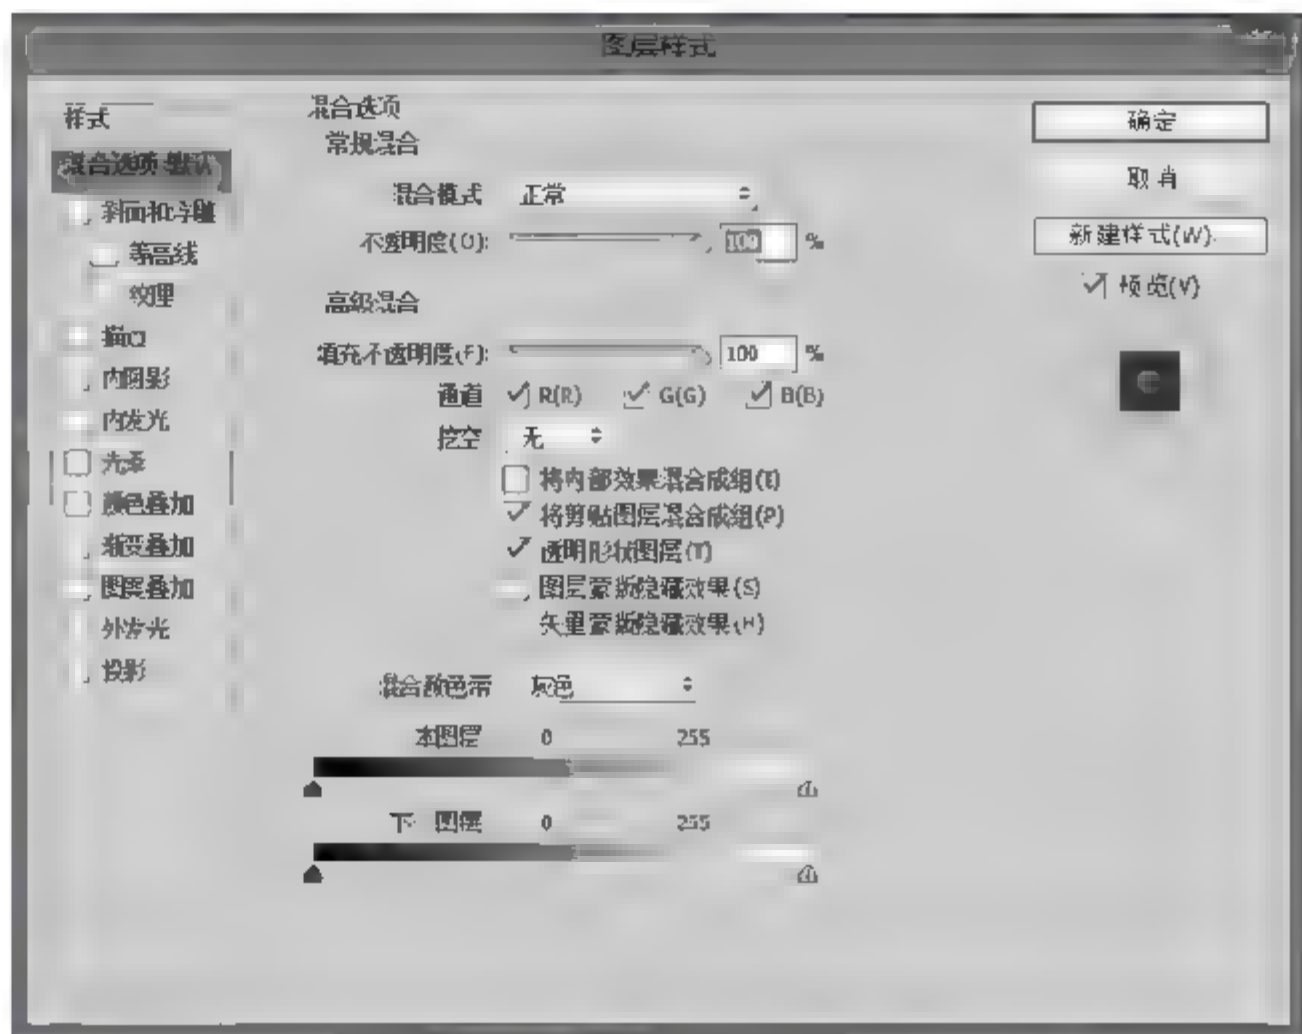 图层样式
样式
混合选项:默认
斜面和浮雕
等高线
纹理
描边
内阴影
内发光
光泽
颜色叠加
渐变叠加
图案叠加
外发光
投影
混合选项
常规混合
混合模式 正常
不透明度(O): 100 %
高级混合
填充不透明度(F): 100 %
通道 R(R) G(G) B(B)
挖空 无
将内部效果混合成组(I)
将剪贴图层混合成组(P)
透明形状图层(T)
图层蒙版隐藏效果(S)
矢量蒙版隐藏效果(H)
混合颜色带 灰色
本图层 0 255
下一图层 0 255
确定
取消
新建样式(W)...
预览(V)